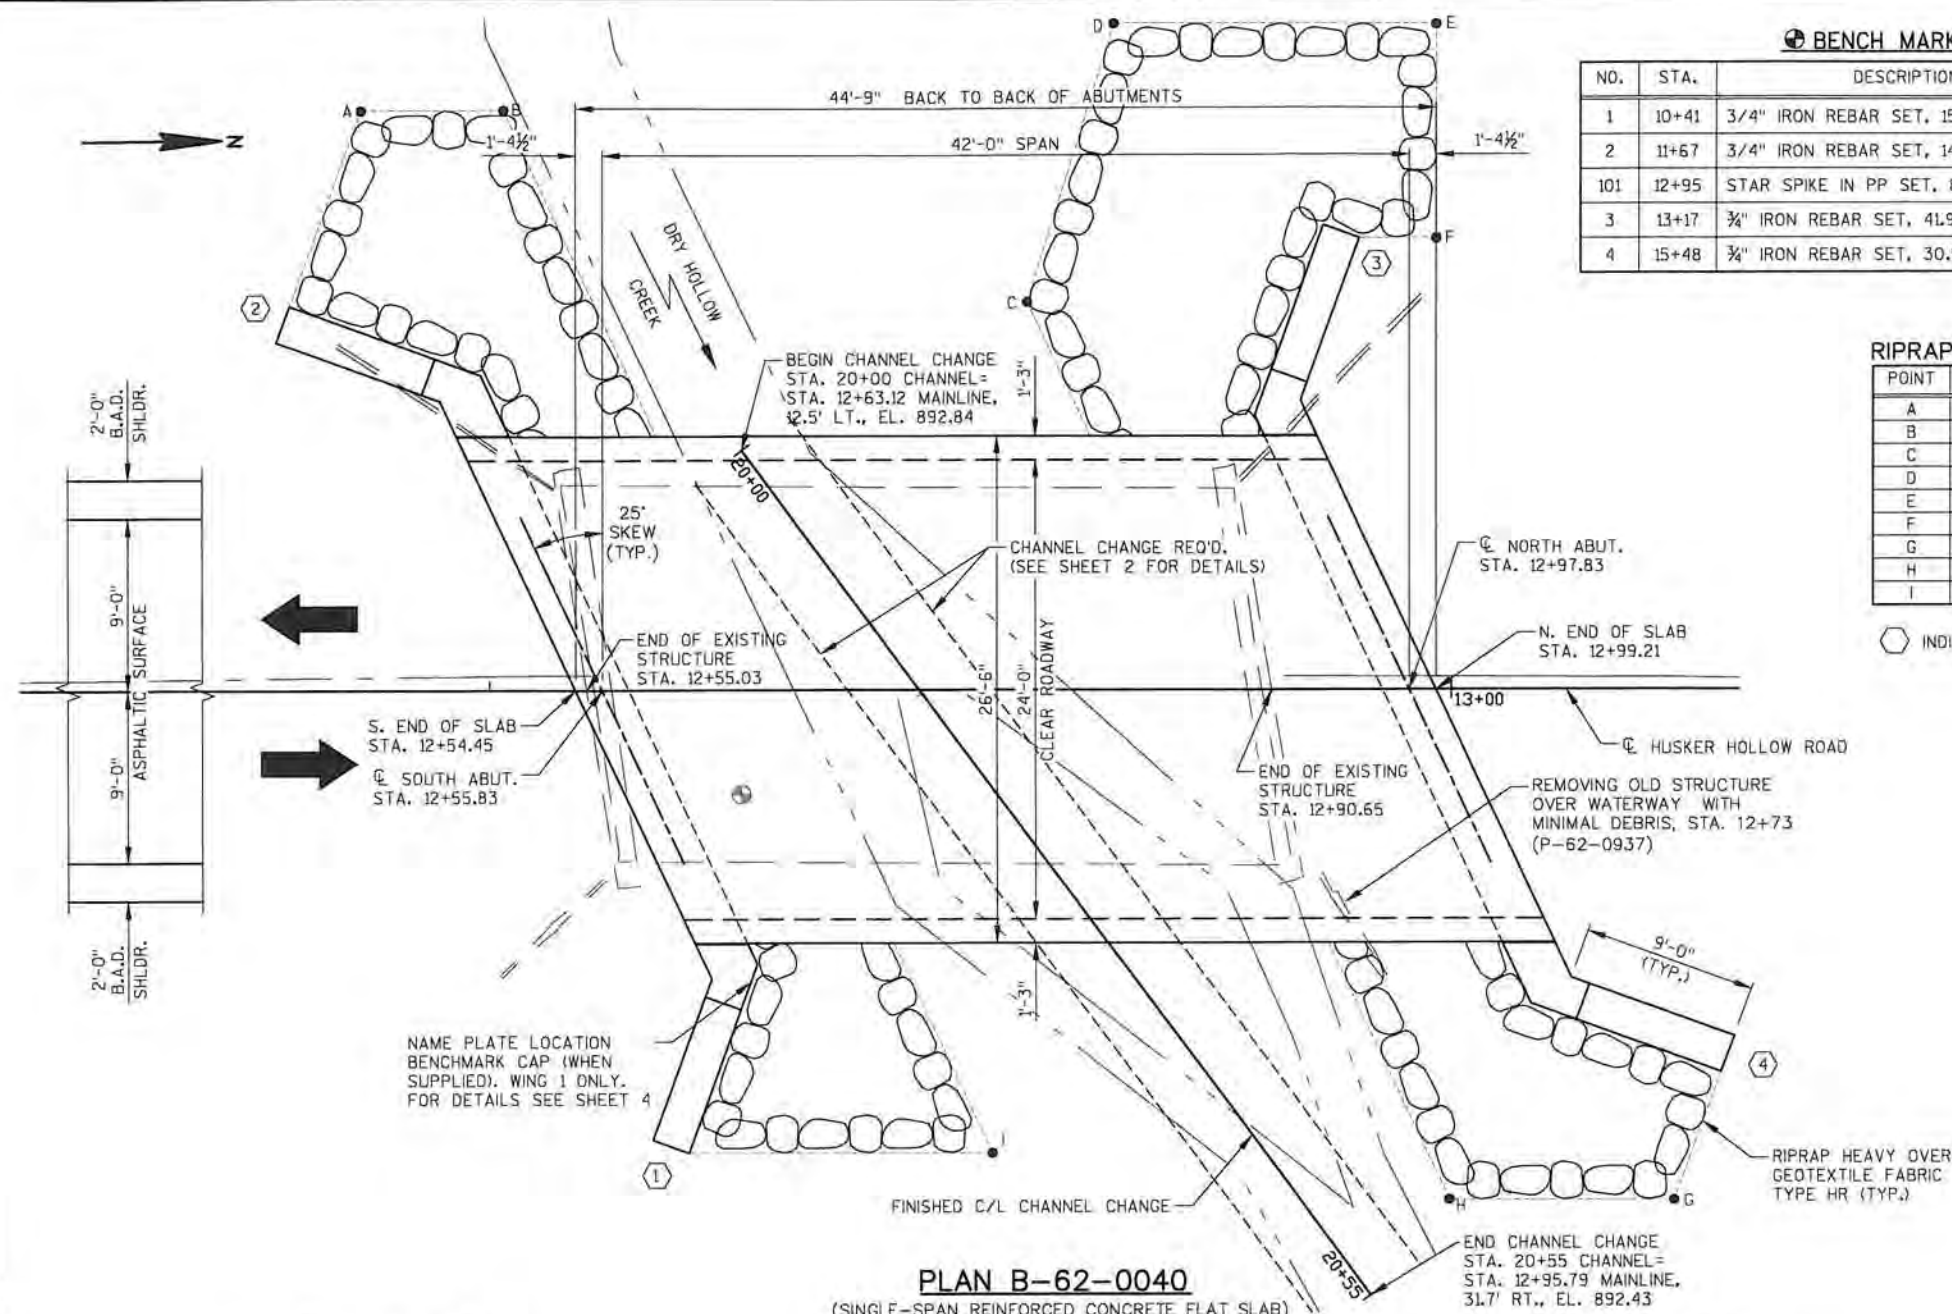 D
E
A
B
N
44'-9" BACK TO BACK OF ABUTMENTS
1'-4½"
42'-0" SPAN
1'-4½"
BENCH MARK
NO.
STA.
DESCRIPTION
1
10+41
3/4" IRON REBAR SET, 15
2
11+67
3/4" IRON REBAR SET, 14
101
12+95
STAR SPIKE IN PP SET,
3
13+17
¾" IRON REBAR SET, 41.9
4
15+48
¾" IRON REBAR SET, 30.
F
3
C
2
DRY HOLLOW
CREEK
BEGIN CHANNEL CHANGE
STA. 20+00 CHANNEL=
STA. 12+63.12 MAINLINE,
12.5' LT., EL. 892.84
1'-3"
RIPRAP
POINT
A
B
C
D
E
F
G
H
I
INDI
2'-0"
B.A.D.
SHLDR.
9'-0"
ASPHALTIC SURFACE
9'-0"
2'-0"
B.A.D.
SHLDR.
20+00
25°
SKEW
(TYP.)
CHANNEL CHANGE REQ'D.
(SEE SHEET 2 FOR DETAILS)
℄ NORTH ABUT.
STA. 12+97.83
END OF EXISTING
STRUCTURE
STA. 12+55.03
N. END OF SLAB
STA. 12+99.21
26'-6"
24'-0"
CLEAR ROADWAY
13+00
S. END OF SLAB
STA. 12+54.45
℄ SOUTH ABUT.
STA. 12+55.83
℄ HUSKER HOLLOW ROAD
END OF EXISTING
STRUCTURE
STA. 12+90.65
REMOVING OLD STRUCTURE
OVER WATERWAY WITH
MINIMAL DEBRIS, STA. 12+73
(P-62-0937)
9'-0"
(TYP.)
1'-3"
NAME PLATE LOCATION
BENCHMARK CAP (WHEN
SUPPLIED). WING 1 ONLY.
FOR DETAILS SEE SHEET 4
4
1
I
RIPRAP HEAVY OVER
GEOTEXTILE FABRIC
TYPE HR (TYP.)
H
G
FINISHED C/L CHANNEL CHANGE
20+55
END CHANNEL CHANGE
STA. 20+55 CHANNEL=
STA. 12+95.79 MAINLINE,
31.7' RT., EL. 892.43
PLAN B-62-0040
(SINGLE-SPAN REINFORCED CONCRETE FLAT SLAB)